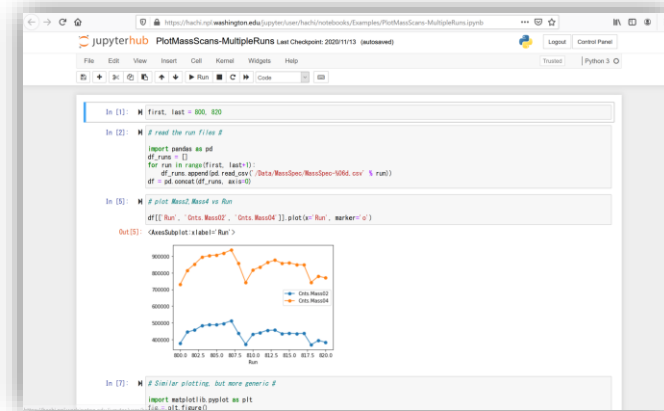 https://hachi.npl.washington.edu/jupyter/user/hachi/notebooks/Examples/PlotMassScans-MultipleRuns.ipynb
jupyterhub PlotMassScans-MultipleRuns Last Checkpoint: 2020/11/13 (autosaved)
Logout Control Panel
File Edit View Insert Cell Kernel Widgets Help
Trusted Python 3
Run Code
In [1]: first, last = 800, 820
In [2]: # read the run files #
import pandas as pd
df_runs = []
for run in range(first, last+1):
df_runs.append(pd.read_csv('/Data/MassSpec/MassSpec-%06d.csv' % run))
df = pd.concat(df_runs, axis=0)
In [5]: # plot Mass2,Mass4 vs Run
df[['Run', 'Cnts.Mass02', 'Cnts.Mass04']].plot(x='Run', marker='o')
Out[5]: <AxesSubplot:xlabel='Run'>
900000
800000
700000
600000
500000
400000
Cnts.Mass02
Cnts.Mass04
800.0 802.5 805.0 807.5 810.0 812.5 815.0 817.5 820.0
Run
In [7]: # Similar plotting, but more generic #
import matplotlib.pyplot as plt
fig = plt.figure()